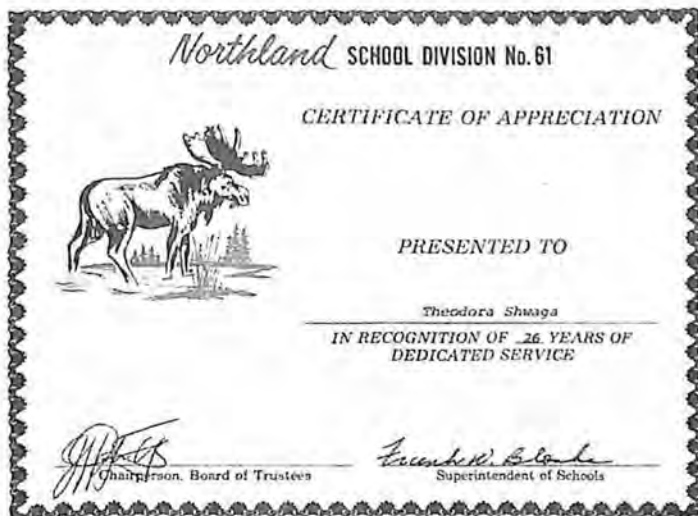 Northland SCHOOL DIVISION No. 61
CERTIFICATE OF APPRECIATION
PRESENTED TO
Theodora Shwaga
IN RECOGNITION OF 26 YEARS OF
DEDICATED SERVICE
Frank W.
Chairperson, Board of Trustees
Superintendent of Schools